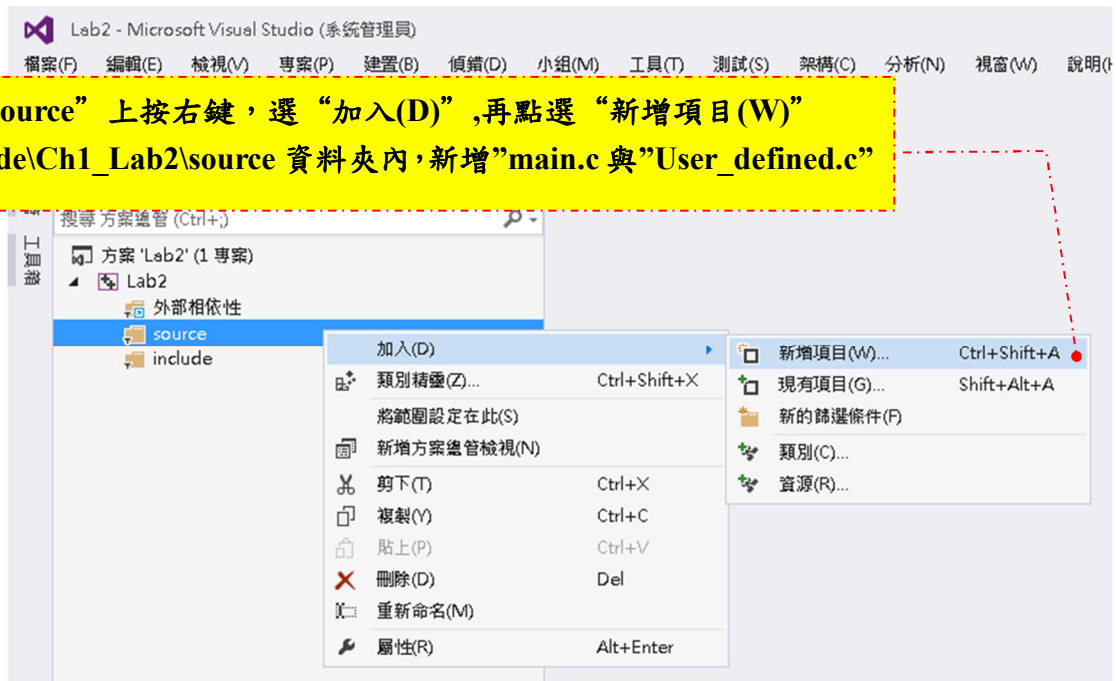 Lab2 - Microsoft Visual Studio (系統管理員)
檔案(F) 編輯(E) 檢視(V) 專案(P) 建置(B) 偵錯(D) 小組(M) 工具(T) 測試(S) 架構(C) 分析(N) 視窗(W) 說明(H
ource”上按右鍵，選“加入(D)”,再點選“新增項目(W)”
de\Ch1_Lab2\source 資料夾內，新增”main.c 與”User_defined.c”
搜尋方案總管 (Ctrl+;)
工具箱
方案 'Lab2' (1 專案)
Lab2
外部相依性
source
include
加入(D)
類別精靈(Z)... Ctrl+Shift+X
將範圍設定在此(S)
新增方案總管檢視(N)
剪下(T) Ctrl+X
複製(Y) Ctrl+C
貼上(P) Ctrl+V
刪除(D) Del
重新命名(M)
屬性(R) Alt+Enter
新增項目(W)... Ctrl+Shift+A
現有項目(G)... Shift+Alt+A
新的篩選條件(F)
類別(C)...
資源(R)...